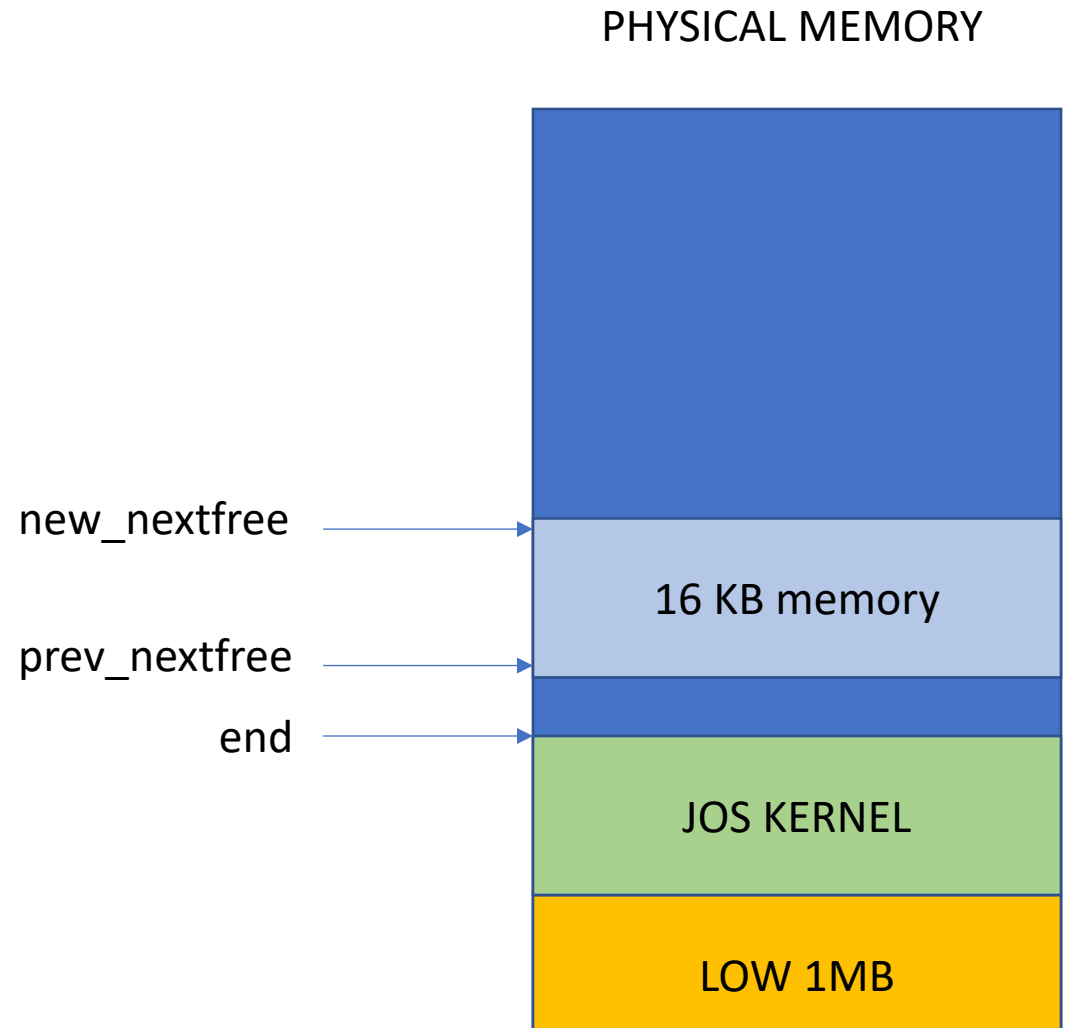 PHYSICAL MEMORY
new_nextfree
16 KB memory
prev_nextfree
end
JOS KERNEL
LOW 1MB